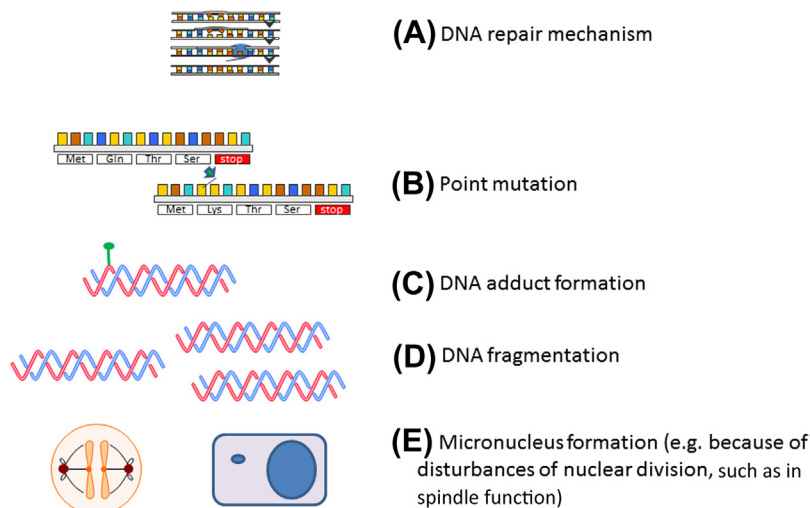 (A) DNA repair mechanism
Met Gln Thr Ser stop
(B) Point mutation
Met Lys Thr Ser stop
(C) DNA adduct formation
(D) DNA fragmentation
(E) Micronucleus formation (e.g. because of
disturbances of nuclear division, such as in
spindle function)